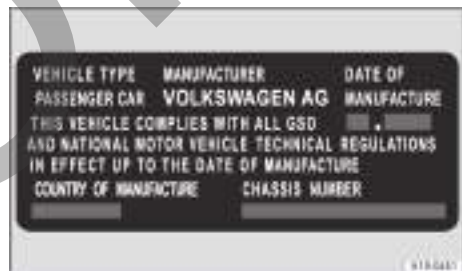 VEHICLE TYPE MANUFACTURER DATE OF
PASSENGER CAR VOLKSWAGEN AG MANUFACTURE
THIS VEHICLE COMPLIES WITH ALL GSO
AND NATIONAL MOTOR VEHICLE TECHNICAL REGULATIONS
IN EFFECT UP TO THE DATE OF MANUFACTURE
COUNTRY OF MANUFACTURE CHASSIS NUMBER